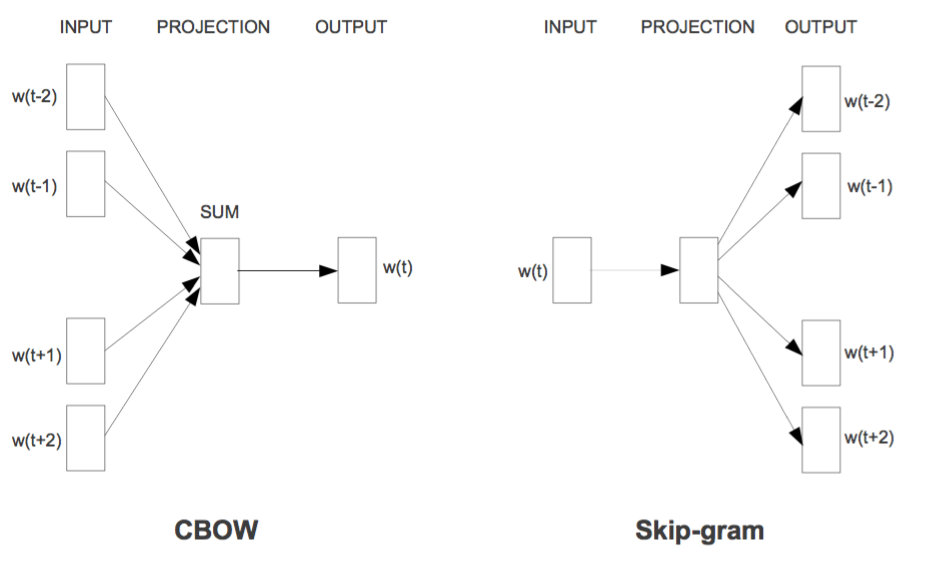 INPUT PROJECTION OUTPUT
w(t-2)
w(t-1)
SUM
w(t)
w(t+1)
w(t+2)
CBOW
INPUT PROJECTION OUTPUT
w(t-2)
w(t-1)
w(t)
w(t+1)
w(t+2)
Skip-gram